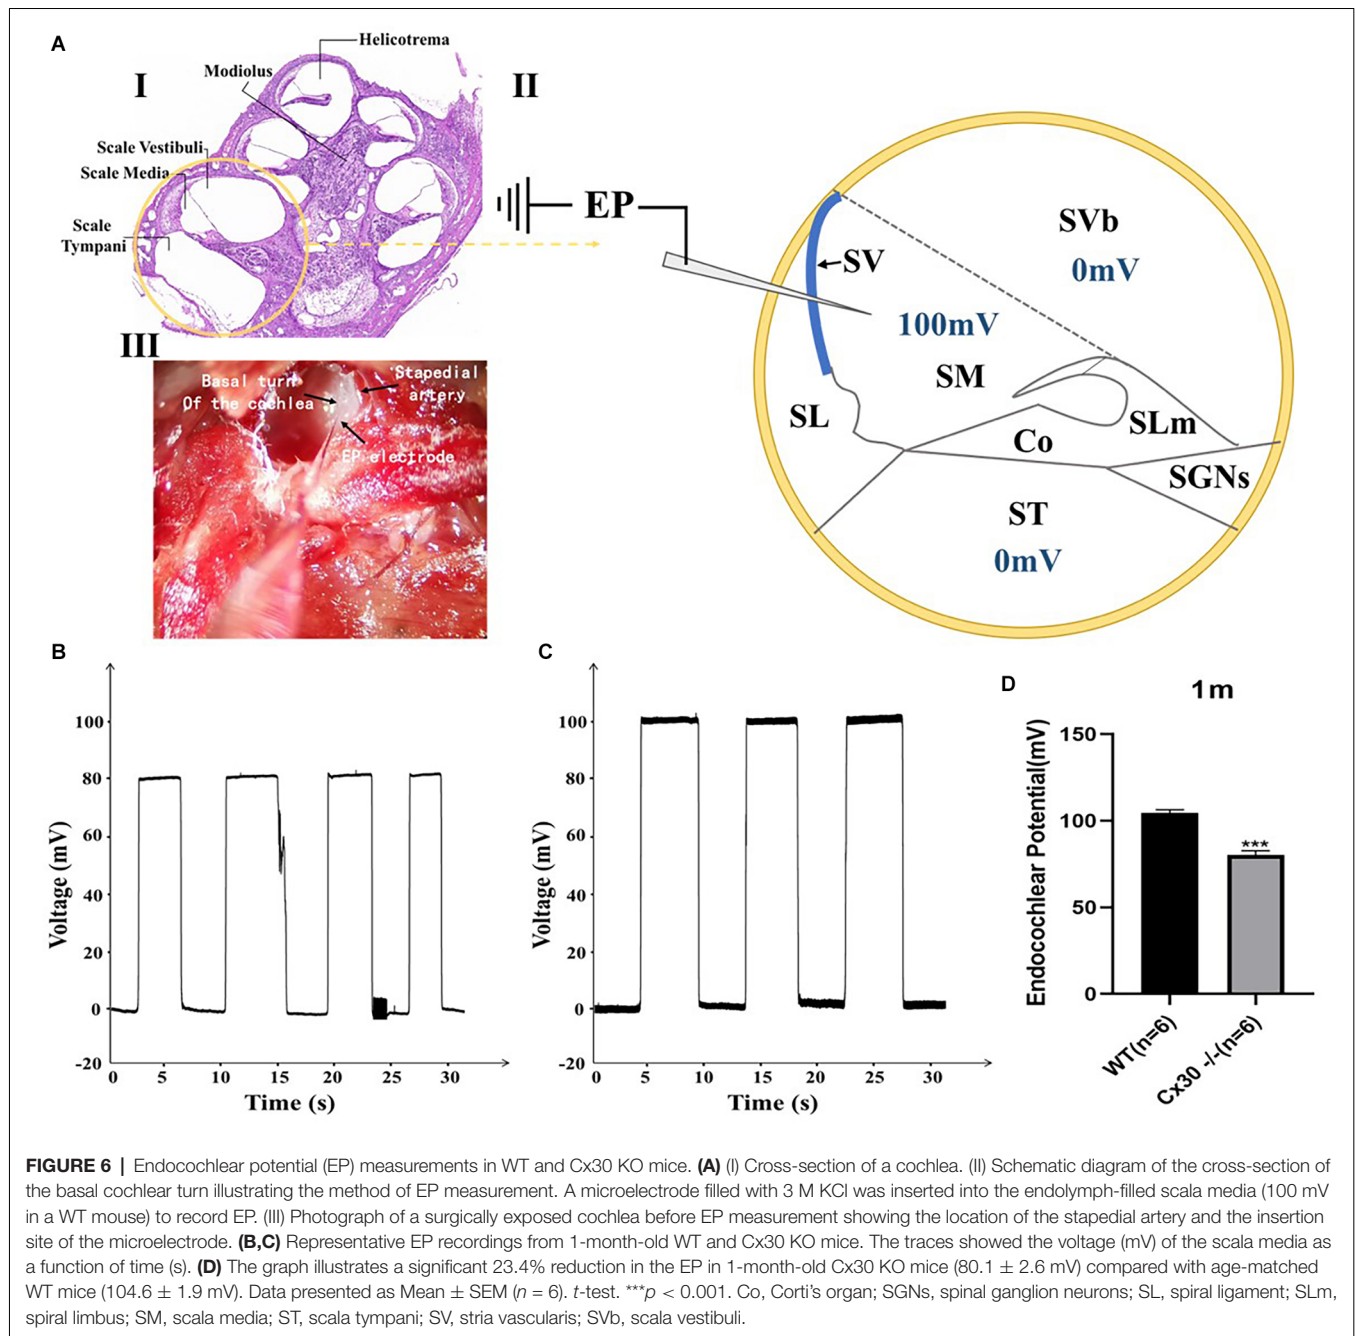 A
I
II
Helicotrema
Modiolus
Scale Vestibuli
Scale Media
Scale
Tympani
EP
SV
SVb
0mV
100mV
SM
SL
Co
SLm
SGNs
ST
0mV
III
Basal turn
Of the cochlea
Stapedial
artery
EP electrode
B
Voltage (mV)
100
80
60
40
20
0
-20
0 5 10 15 20 25 30
Time (s)
C
Voltage (mV)
100
80
60
40
20
0
-20
0 5 10 15 20 25 30
Time (s)
D
1m
Endocochlear Potential(mV)
150
100
50
0
***
WT(n=6)
Cx30 -/-(n=6)
FIGURE 6 | Endocochlear potential (EP) measurements in WT and Cx30 KO mice. (A) (I) Cross-section of a cochlea. (II) Schematic diagram of the cross-section of
the basal cochlear turn illustrating the method of EP measurement. A microelectrode filled with 3 M KCl was inserted into the endolymph-filled scala media (100 mV
in a WT mouse) to record EP. (III) Photograph of a surgically exposed cochlea before EP measurement showing the location of the stapedial artery and the insertion
site of the microelectrode. (B,C) Representative EP recordings from 1-month-old WT and Cx30 KO mice. The traces showed the voltage (mV) of the scala media as
a function of time (s). (D) The graph illustrates a significant 23.4% reduction in the EP in 1-month-old Cx30 KO mice (80.1 ± 2.6 mV) compared with age-matched
WT mice (104.6 ± 1.9 mV). Data presented as Mean ± SEM (n = 6). t-test. ***p < 0.001. Co, Corti's organ; SGNs, spinal ganglion neurons; SL, spiral ligament; SLm,
spiral limbus; SM, scala media; ST, scala tympani; SV, stria vascularis; SVb, scala vestibuli.